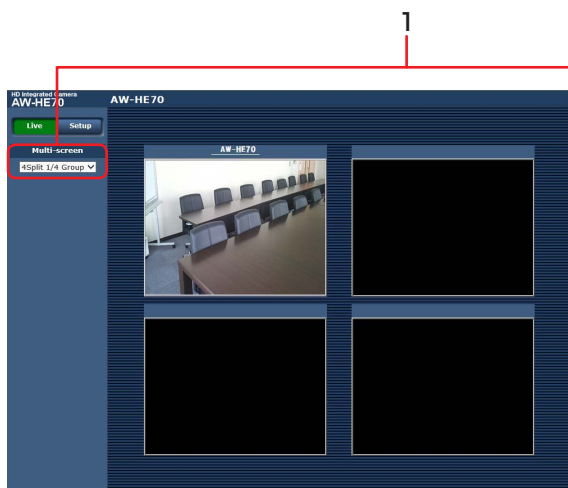 1
HD Integrated Camera
AW-HE70
AW-HE70
Live Setup
Multi-screen
4Split 1/4 Group
AW-HE70